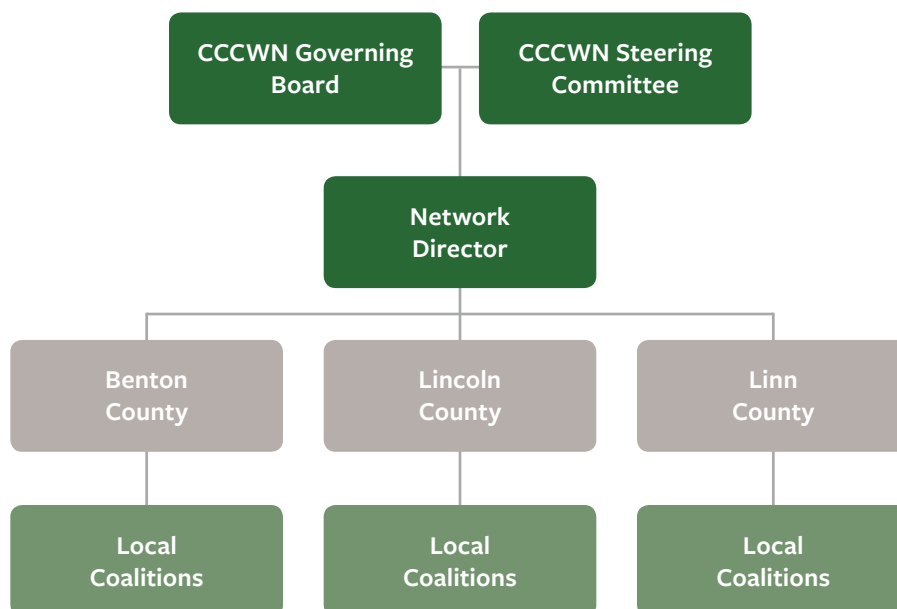 CCCWN Governing
Board
CCCWN Steering
Committee
Network
Director
Benton
County
Lincoln
County
Linn
County
Local
Coalitions
Local
Coalitions
Local
Coalitions